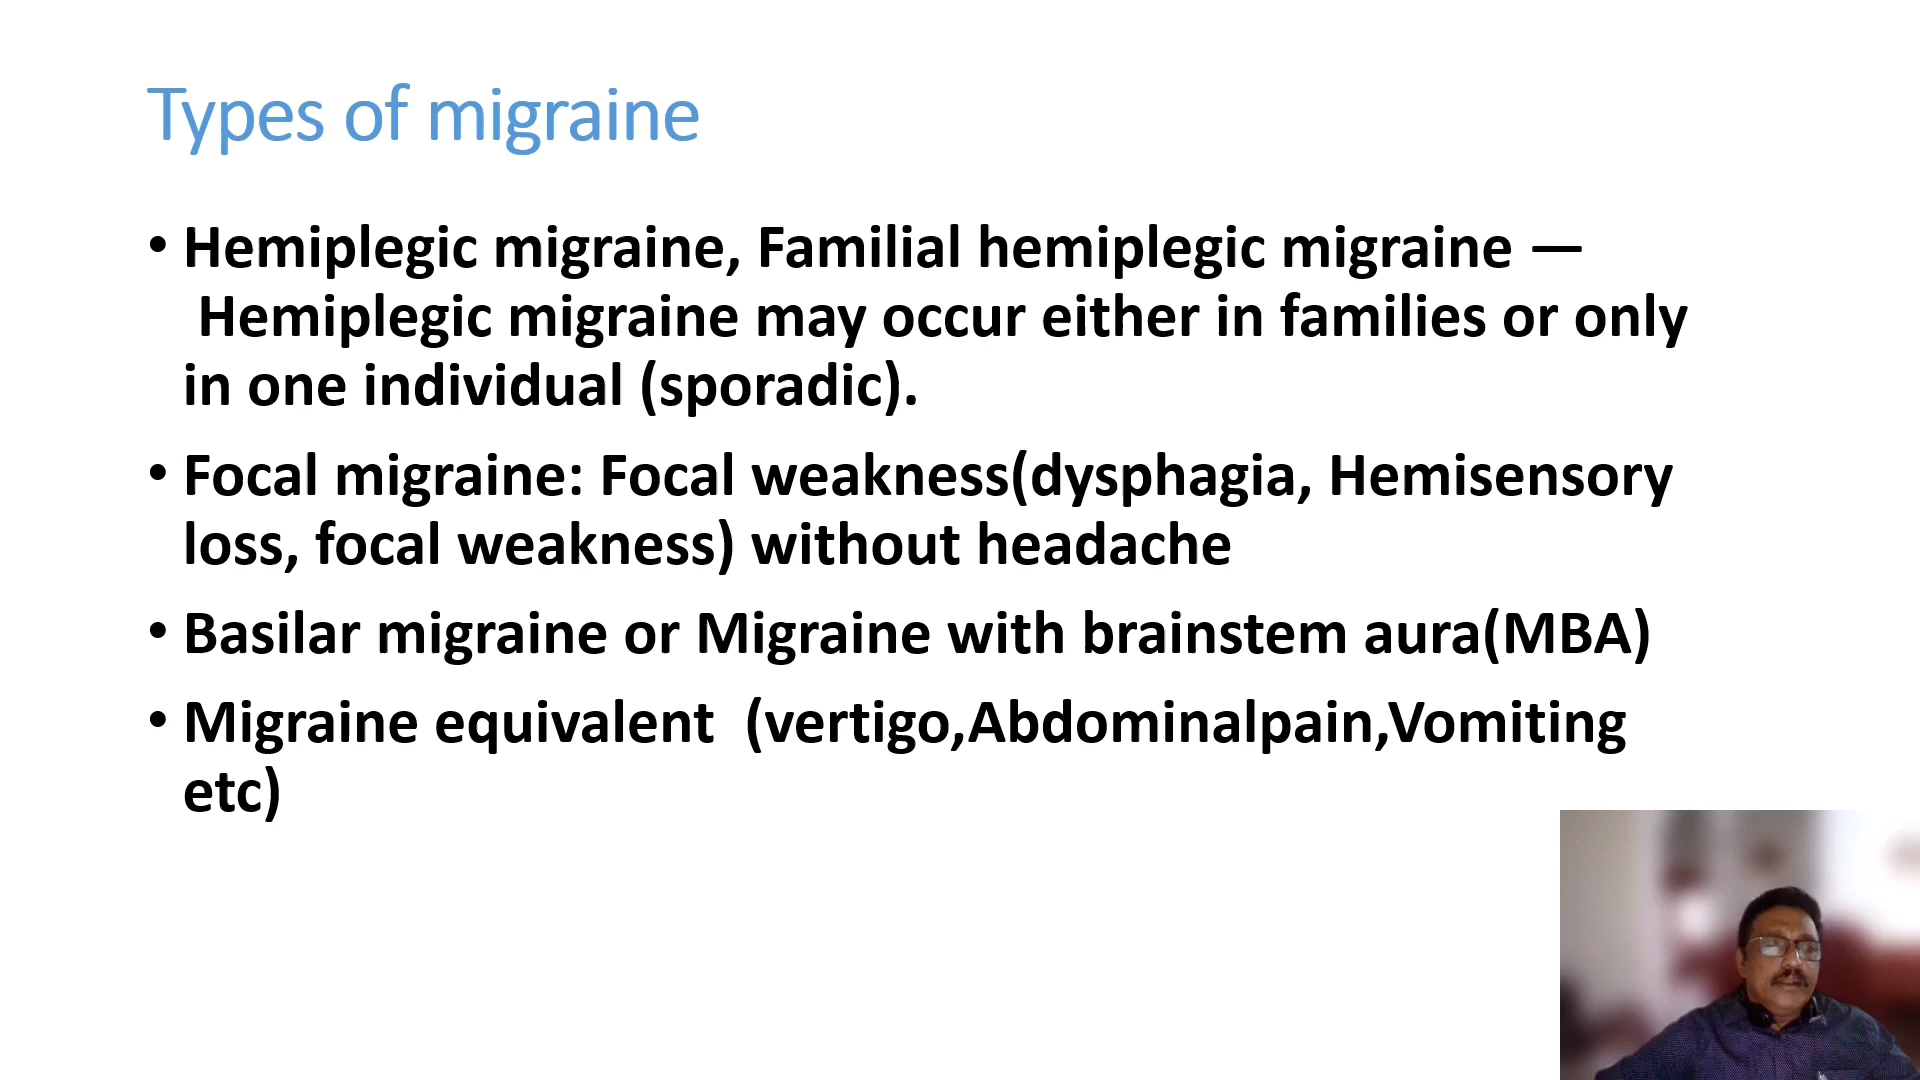 Types of migraine
• Hemiplegic migraine, Familial hemiplegic migraine —
Hemiplegic migraine may occur either in families or only
in one individual (sporadic).
• Focal migraine: Focal weakness(dysphagia, Hemisensory
loss, focal weakness) without headache
• Basilar migraine or Migraine with brainstem aura(MBA)
• Migraine equivalent  (vertigo,Abdominalpain,Vomiting
etc)